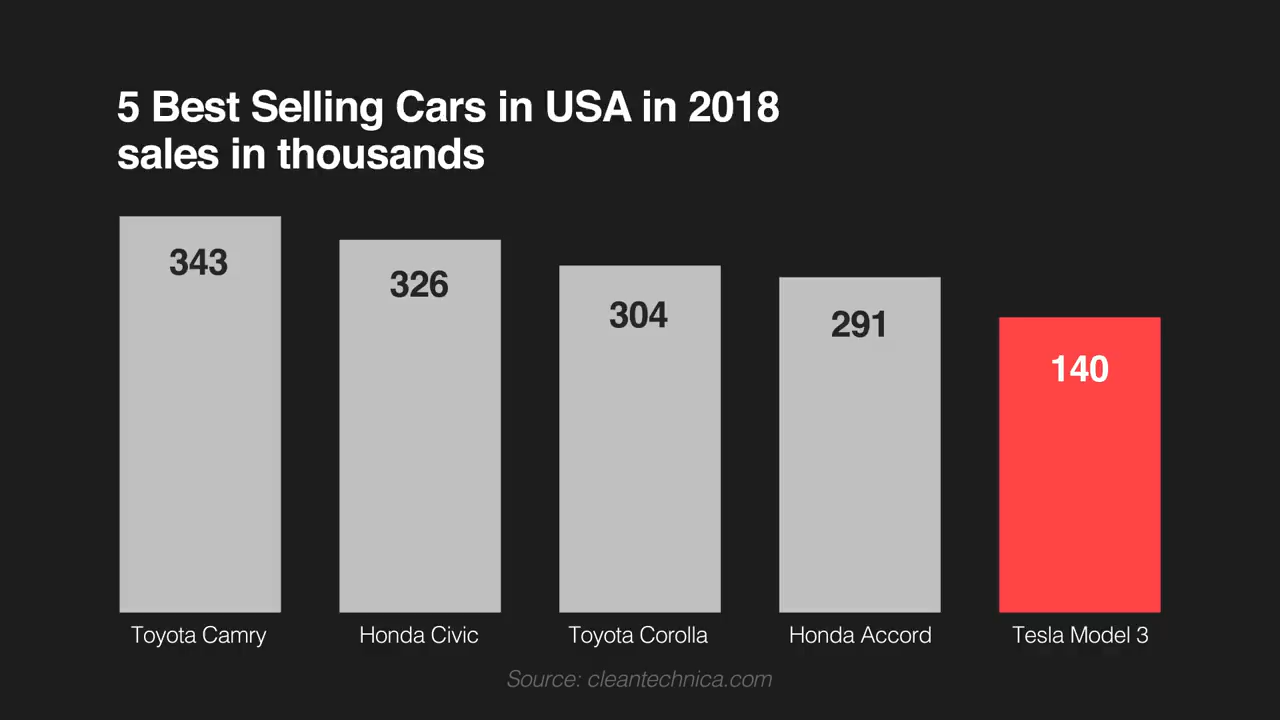 5 Best Selling Cars in USA in 2018
sales in thousands
343
326
304
291
140
Toyota Camry
Honda Civic
Toyota Corolla
Honda Accord
Tesla Model 3
Source: cleantechnica.com